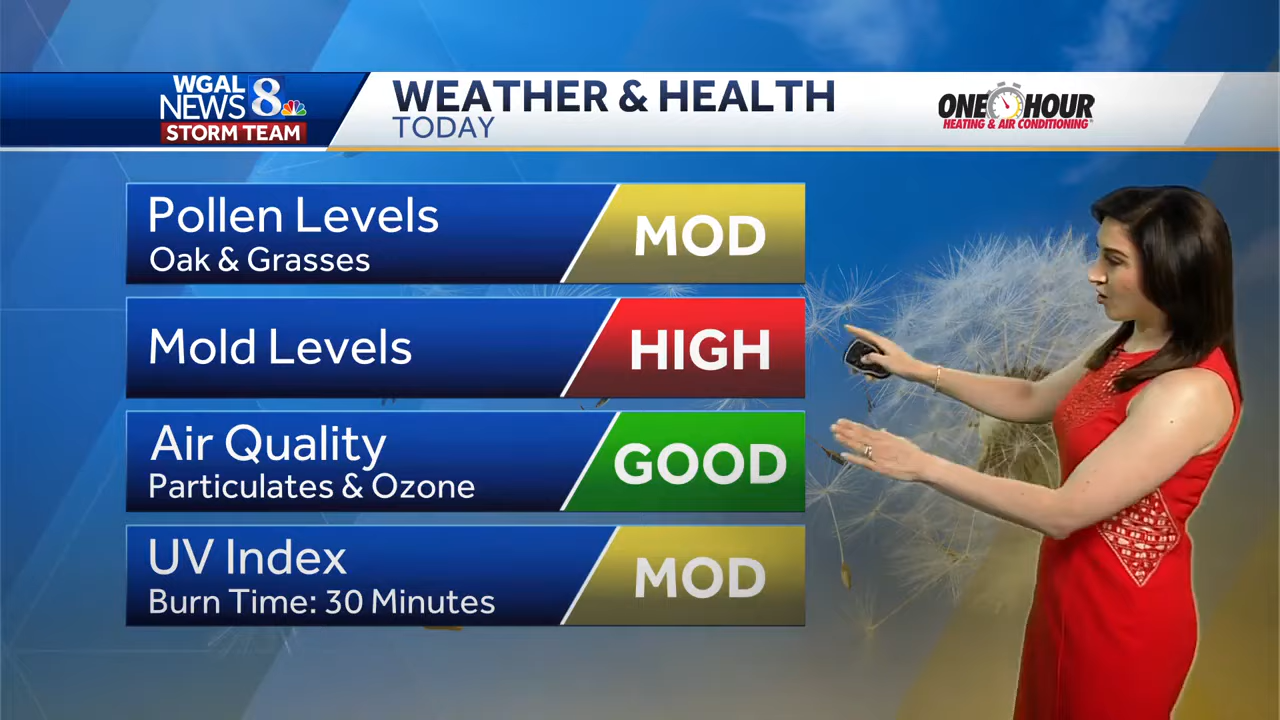 WGAL
NEWS 8
STORM TEAM
WEATHER & HEALTH
TODAY
ONE HOUR
HEATING & AIR CONDITIONING
Pollen Levels
Oak & Grasses
MOD
Mold Levels
HIGH
Air Quality
Particulates & Ozone
GOOD
UV Index
Burn Time: 30 Minutes
MOD